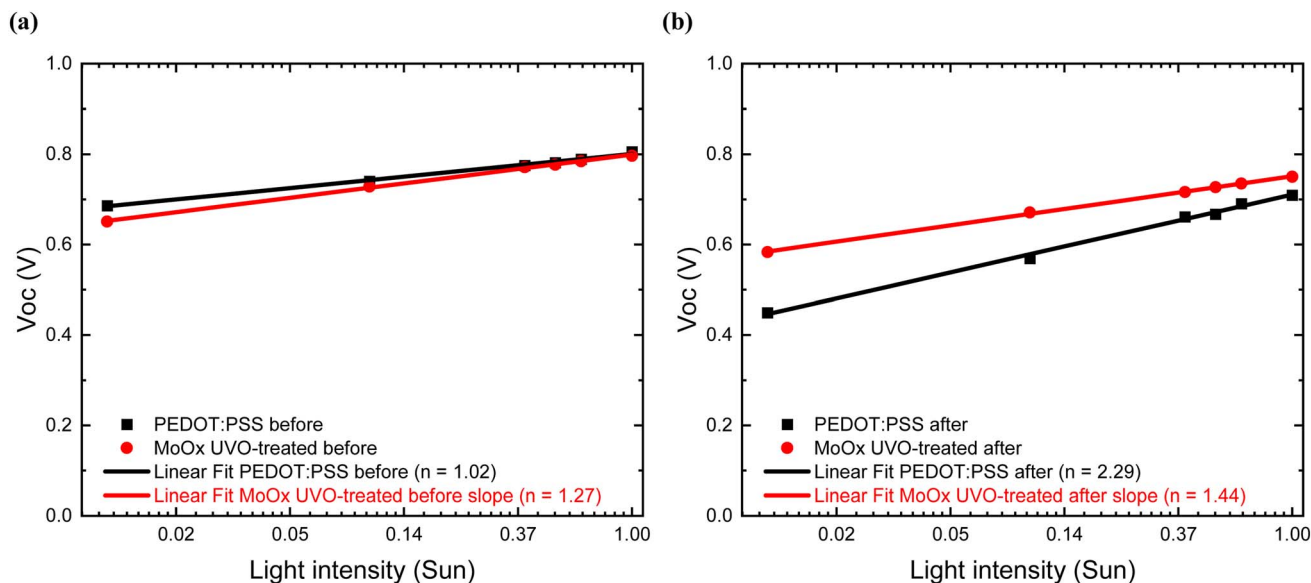 (a)
1.0
0.8
0.6
0.4
0.2
0.0
Voc (V)
PEDOT:PSS before
MoOx UVO-treated before
Linear Fit PEDOT:PSS before (n = 1.02)
Linear Fit MoOx UVO-treated before slope (n = 1.27)
0.02 0.05 0.14 0.37 1.00
Light intensity (Sun)
(b)
1.0
0.8
0.6
0.4
0.2
0.0
Voc (V)
PEDOT:PSS after
MoOx UVO-treated after
Linear Fit PEDOT:PSS after (n = 2.29)
Linear Fit MoOx UVO-treated after slope (n = 1.44)
0.02 0.05 0.14 0.37 1.00
Light intensity (Sun)